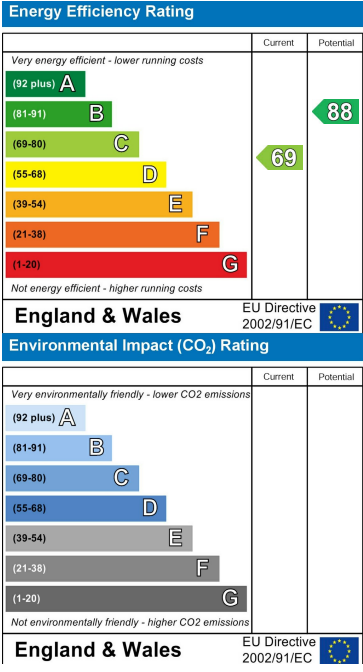 Energy Efficiency Rating
Current Potential
Very energy efficient - lower running costs
(92 plus) A
(81-91) B
(69-80) C
(55-68) D
(39-54) E
(21-38) F
(1-20) G
88
69
Not energy efficient - higher running costs
England & Wales
EU Directive
2002/91/EC
Environmental Impact (CO₂) Rating
Current Potential
Very environmentally friendly - lower CO2 emissions
(92 plus) A
(81-91) B
(69-80) C
(55-68) D
(39-54) E
(21-38) F
(1-20) G
Not environmentally friendly - higher CO2 emissions
England & Wales
EU Directive
2002/91/EC